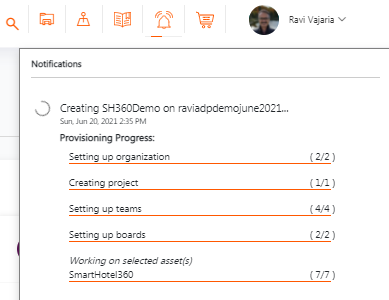 Ravi Vajaria
Notifications
Creating SH360Demo on raviadpdemojune2021...
Sun, Jun 20, 2021 2:35 PM
Provisioning Progress:
Setting up organization ( 2/2 )
Creating project ( 1/1 )
Setting up teams ( 4/4 )
Setting up boards ( 2/2 )
Working on selected asset(s)
SmartHotel360 ( 7/7 )